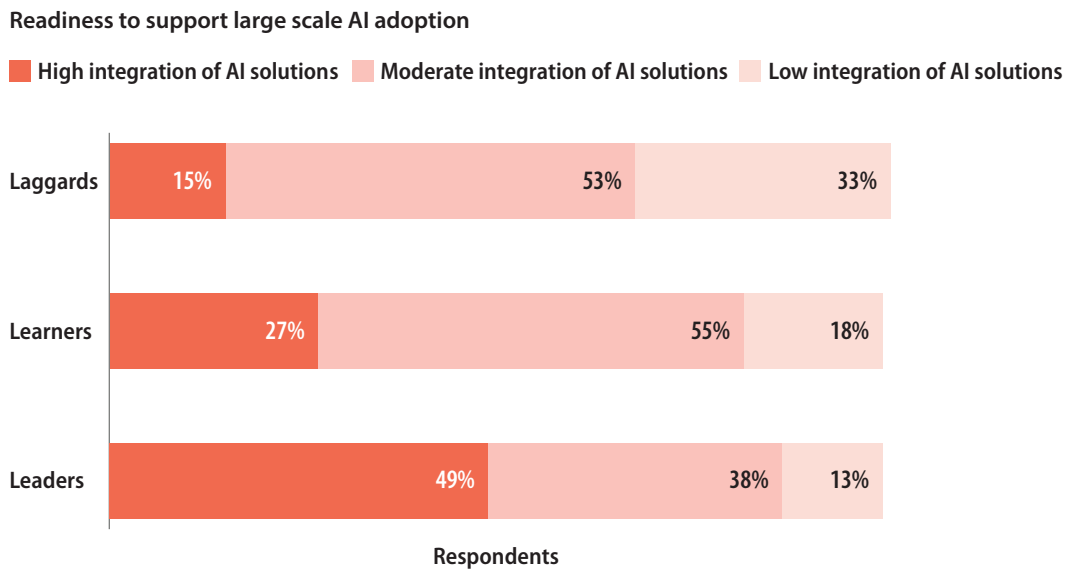 Readiness to support large scale AI adoption
High integration of AI solutions Moderate integration of AI solutions Low integration of AI solutions
Laggards 15% 53% 33%
Learners 27% 55% 18%
Leaders 49% 38% 13%
Respondents